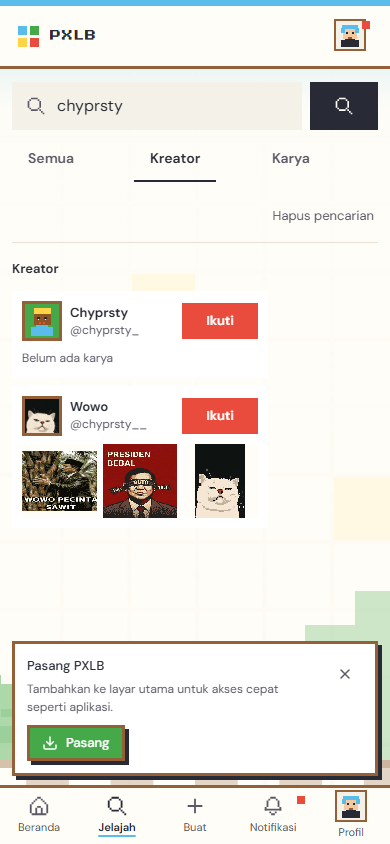 PXLB
chyprsty
Semua
Kreator
Karya
Hapus pencarian
Kreator
Chyprsty
@chyprsty_
Ikuti
Belum ada karya
Wowo
@chyprsty__
Ikuti
WOWO PECINTA
SAWIT
PRESIDEN
Pasang PXLB
Tambahkan ke layar utama untuk akses cepat
seperti aplikasi.
Pasang
Beranda
Jelajah
Buat
Notifikasi
Profil